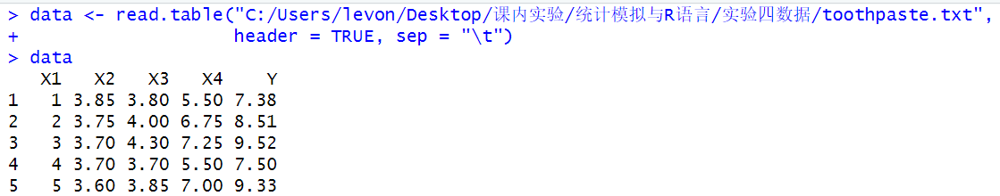 > data <- read.table("C:/Users/levon/Desktop/课内实验/统计模拟与R语言/实验四数据/toothpaste.txt",
+                    header = TRUE, sep = "\t")
> data
  X1   X2   X3   X4    Y
1  1 3.85 3.80 5.50 7.38
2  2 3.75 4.00 6.75 8.51
3  3 3.70 4.30 7.25 9.52
4  4 3.70 3.70 5.50 7.50
5  5 3.60 3.85 7.00 9.33